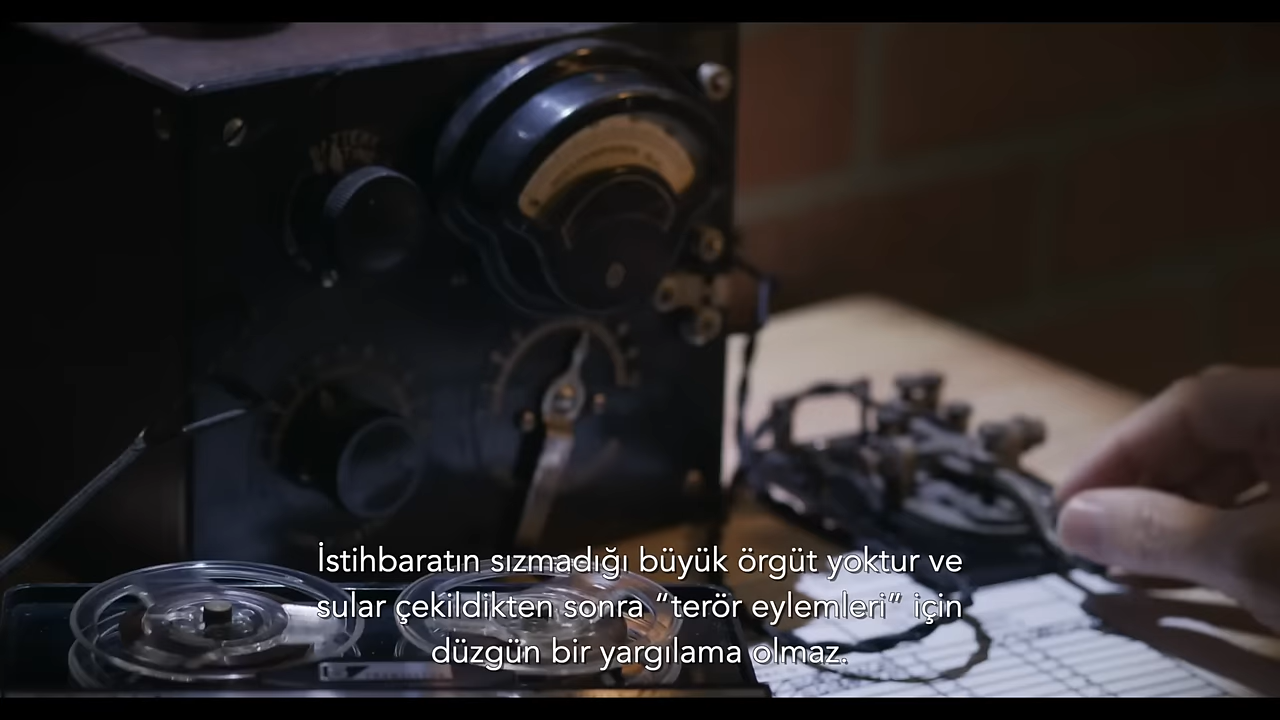 İstihbaratın sızmadığı büyük örgüt yoktur ve
sular çekildikten sonra “terör eylemleri” için
düzgün bir yargılama olmaz.